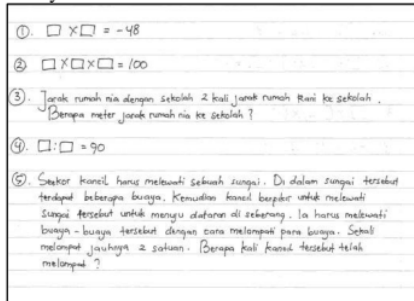 ①. □ × □ = -48
② □ × □ × □ = 100
③. Jarak rumah nia dengan sekolah 2 kali jarak rumah Rani ke sekolah.
Berapa meter jarak rumah nia ke sekolah ?
④. □ : □ = 90
⑤. Seekor kancil harus melewati sebuah sungai. Di dalam sungai tersebut
terdapat beberapa buaya. Kemudian kancil berpikir untuk melewati
sungai tersebut untuk menuju dataran di seberang. Ia harus melewati
buaya - buaya tersebut dengan cara melompati para buaya. Sekali
melompat jauhnya 2 satuan. Berapa kali kancil tersebut telah
melompat ?